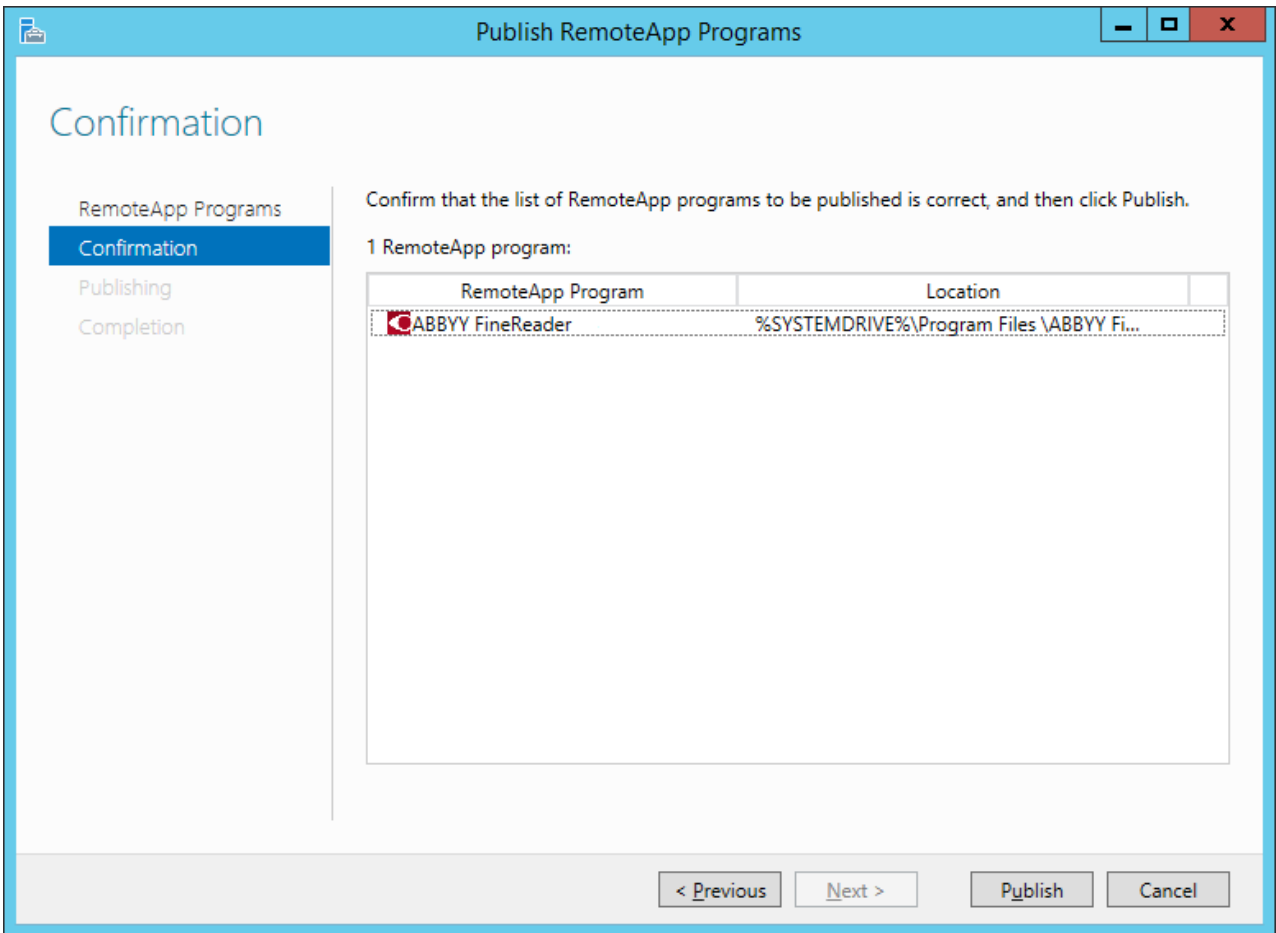 Publish RemoteApp Programs
Confirmation
RemoteApp Programs
Confirmation
Publishing
Completion
Confirm that the list of RemoteApp programs to be published is correct, and then click Publish.
1 RemoteApp program:
RemoteApp Program Location
ABBYY FineReader %SYSTEMDRIVE%\Program Files \ABBYY Fi...
< Previous Next > Publish Cancel